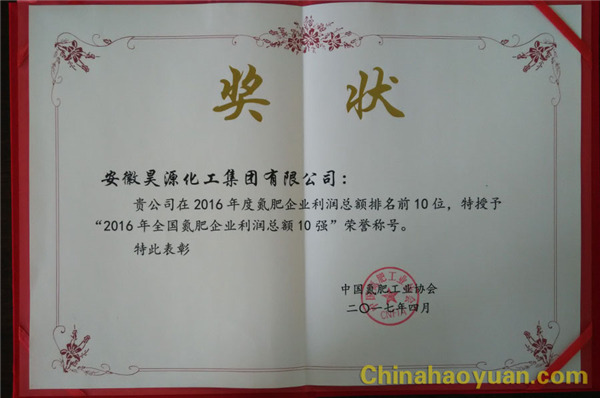 奖 状
安徽昊源化工集团有限公司：
贵公司在2016年度氮肥企业利润总额排名前10位，特授予
“2016年全国氮肥企业利润总额10强”荣誉称号。
特此表彰
中国氮肥工业协会
二〇一七年四月
Chinahaoyuan.com